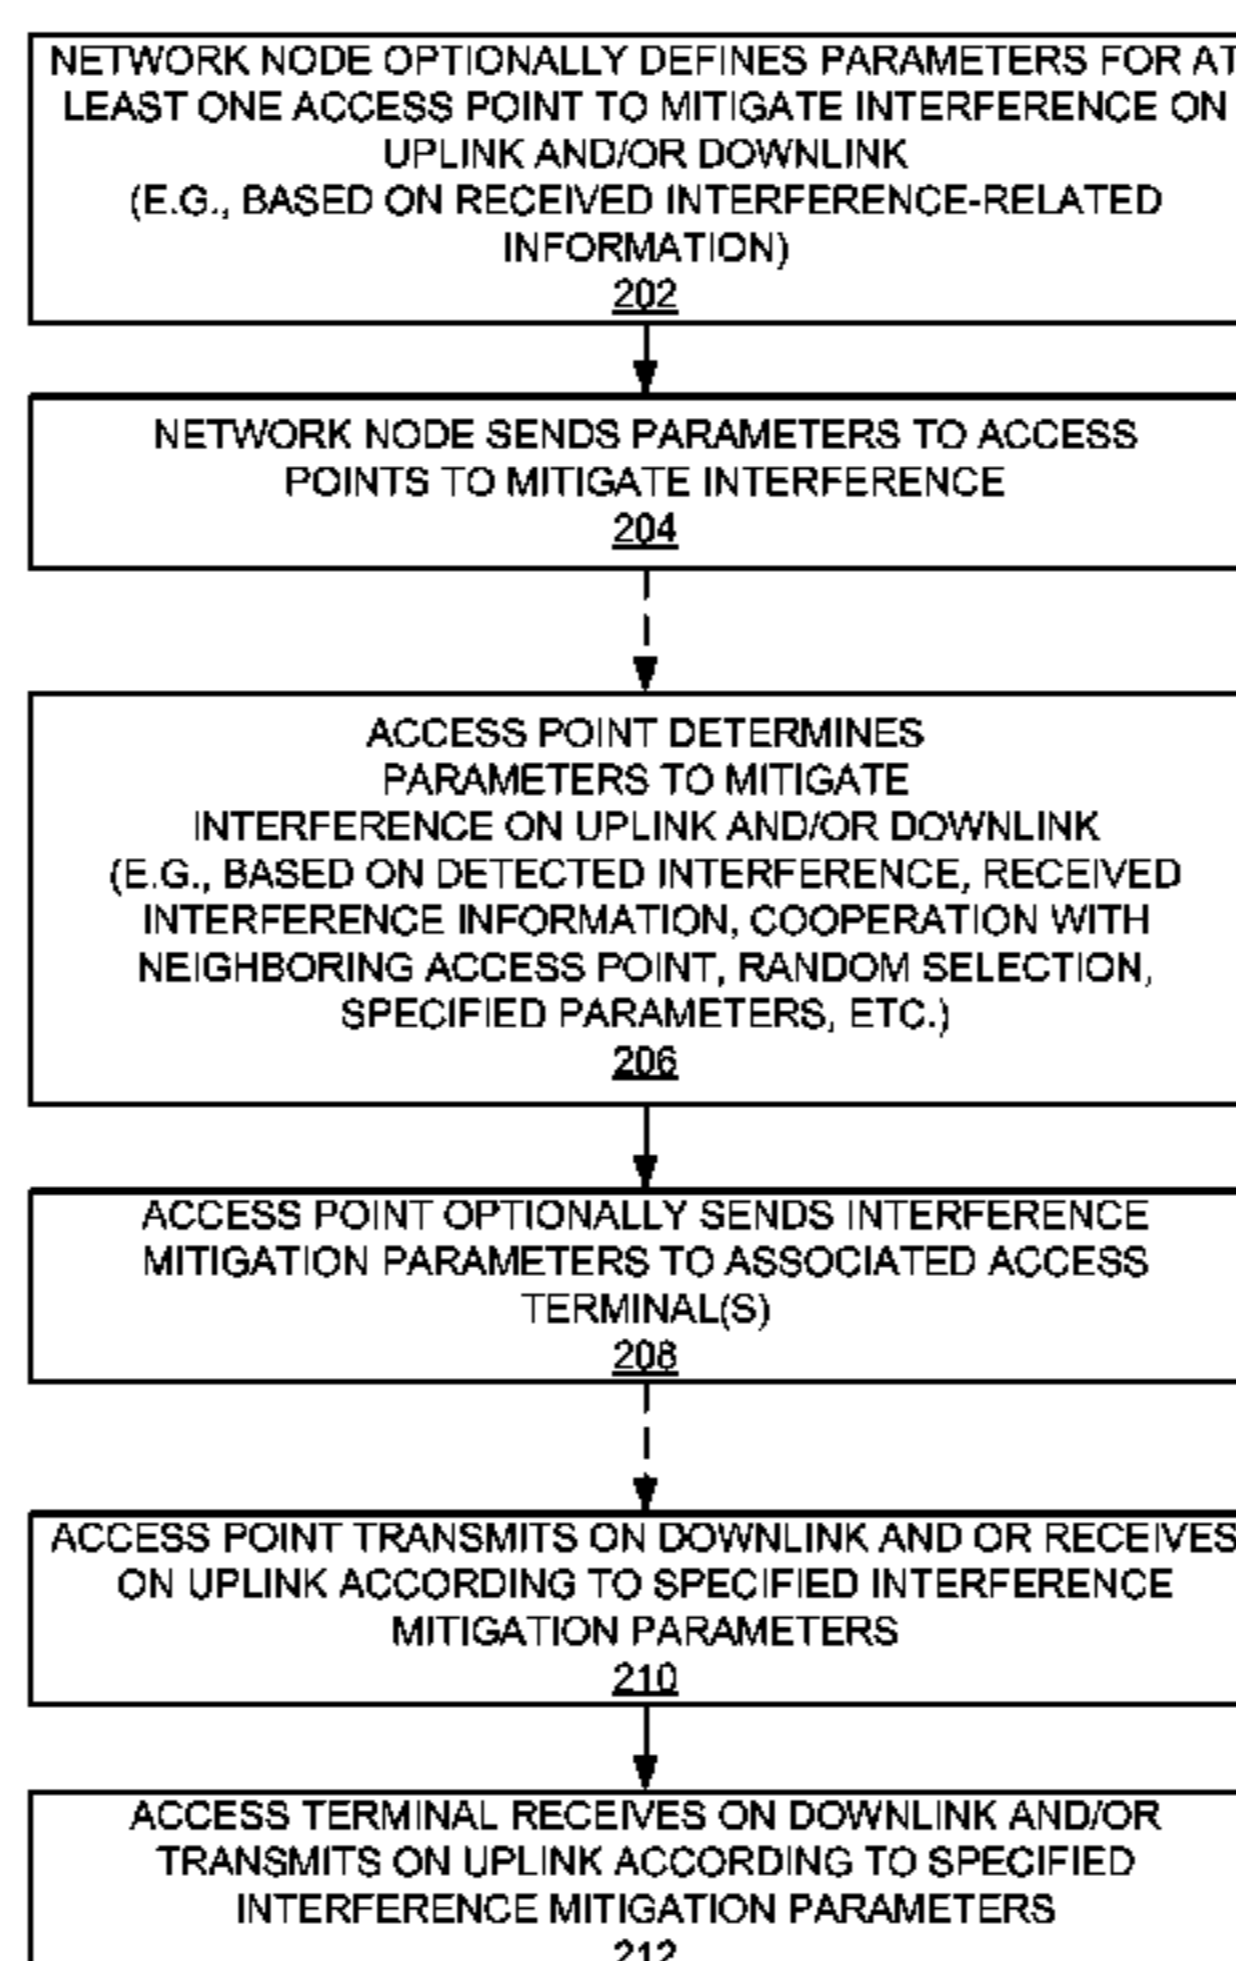 NETWORK NODE OPTIONALLY DEFINES PARAMETERS FOR AT
LEAST ONE ACCESS POINT TO MITIGATE INTERFERENCE ON
UPLINK AND/OR DOWNLINK
(E.G., BASED ON RECEIVED INTERFERENCE-RELATED
INFORMATION)
202
NETWORK NODE SENDS PARAMETERS TO ACCESS
POINTS TO MITIGATE INTERFERENCE
204
ACCESS POINT DETERMINES
PARAMETERS TO MITIGATE
INTERFERENCE ON UPLINK AND/OR DOWNLINK
(E.G., BASED ON DETECTED INTERFERENCE, RECEIVED
INTERFERENCE INFORMATION, COOPERATION WITH
NEIGHBORING ACCESS POINT, RANDOM SELECTION,
SPECIFIED PARAMETERS, ETC.)
206
ACCESS POINT OPTIONALLY SENDS INTERFERENCE
MITIGATION PARAMETERS TO ASSOCIATED ACCESS
TERMINAL(S)
208
ACCESS POINT TRANSMITS ON DOWNLINK AND OR RECEIVES
ON UPLINK ACCORDING TO SPECIFIED INTERFERENCE
MITIGATION PARAMETERS
210
ACCESS TERMINAL RECEIVES ON DOWNLINK AND/OR
TRANSMITS ON UPLINK ACCORDING TO SPECIFIED
INTERFERENCE MITIGATION PARAMETERS
212